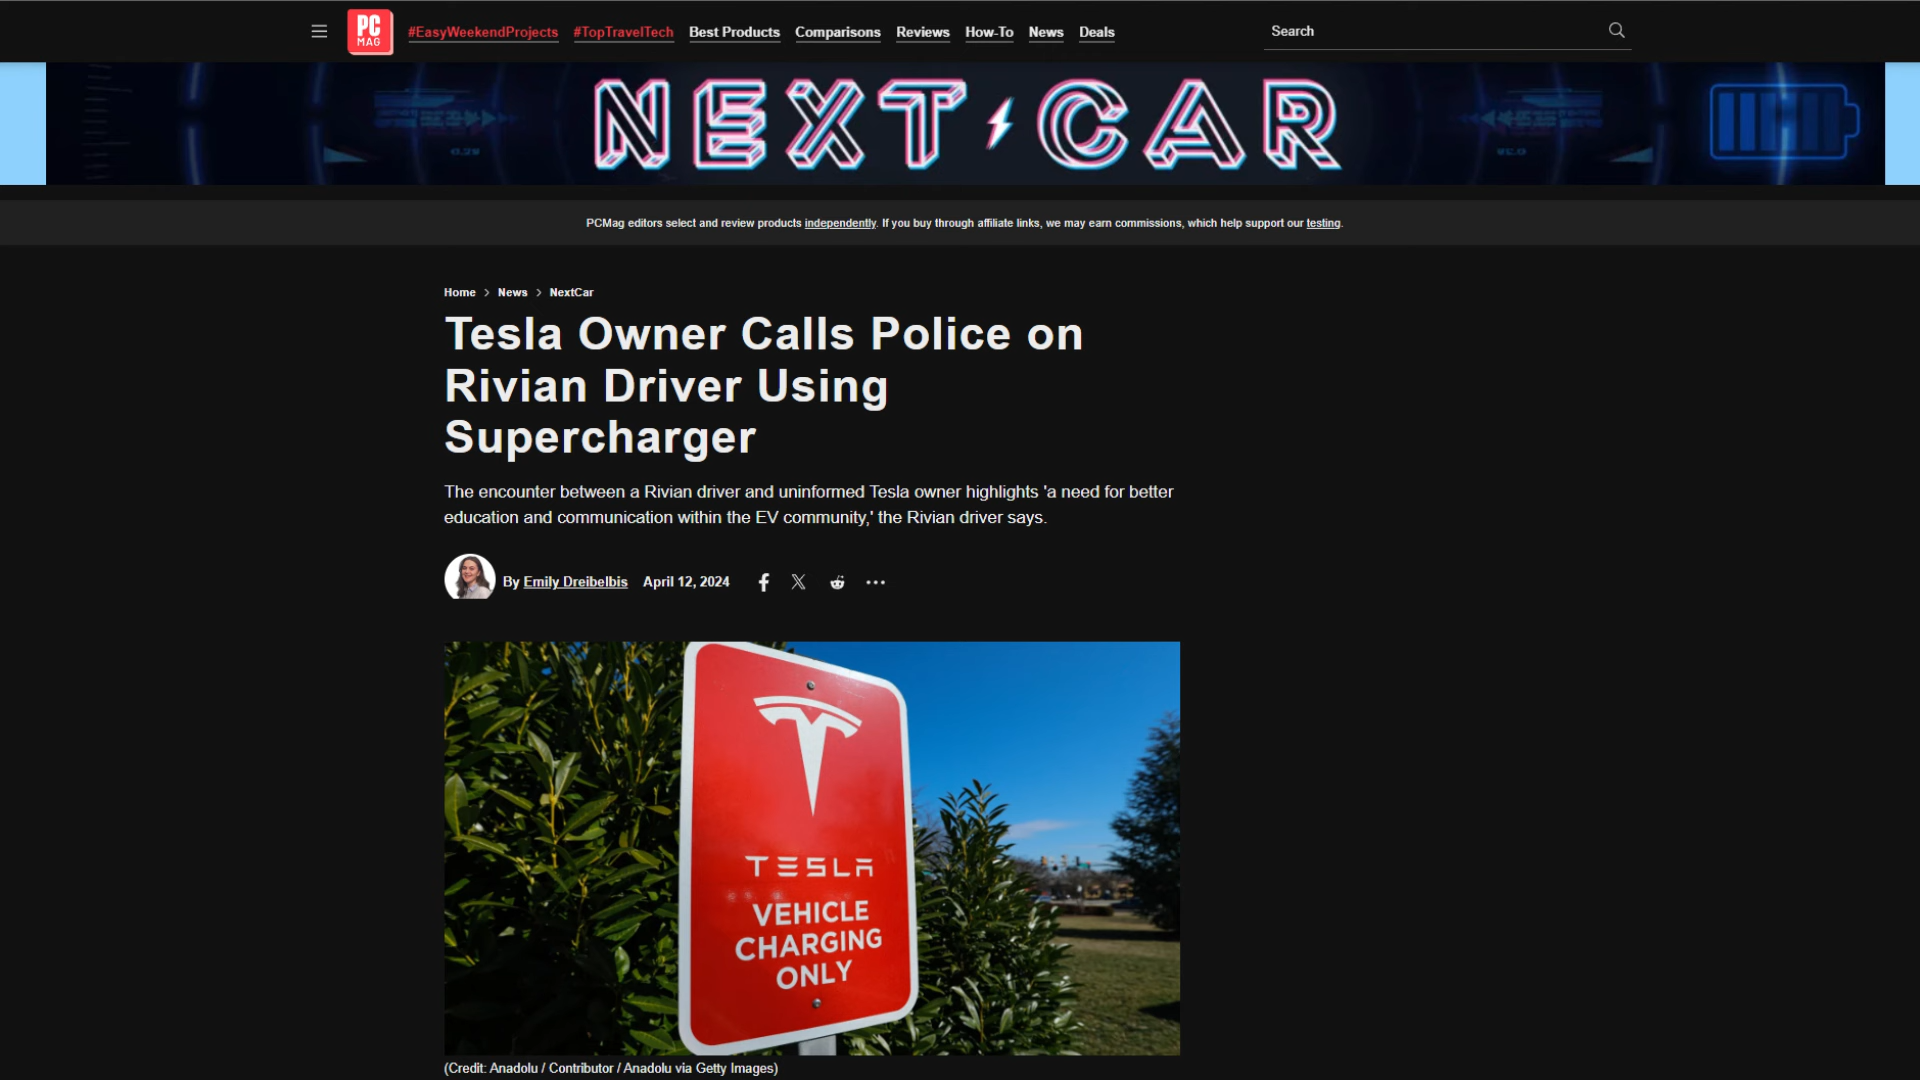 PC
MAG
#EasyWeekendProjects #TopTravelTech Best Products Comparisons Reviews How-To News Deals
Search
NEXT CAR
PCMag editors select and review products independently. If you buy through affiliate links, we may earn commissions, which help support our testing.
Home > News > NextCar
Tesla Owner Calls Police on
Rivian Driver Using
Supercharger
The encounter between a Rivian driver and uninformed Tesla owner highlights 'a need for better
education and communication within the EV community,' the Rivian driver says.
By Emily Dreibelbis April 12, 2024
TESLA
VEHICLE
CHARGING
ONLY
(Credit: Anadolu / Contributor / Anadolu via Getty Images)